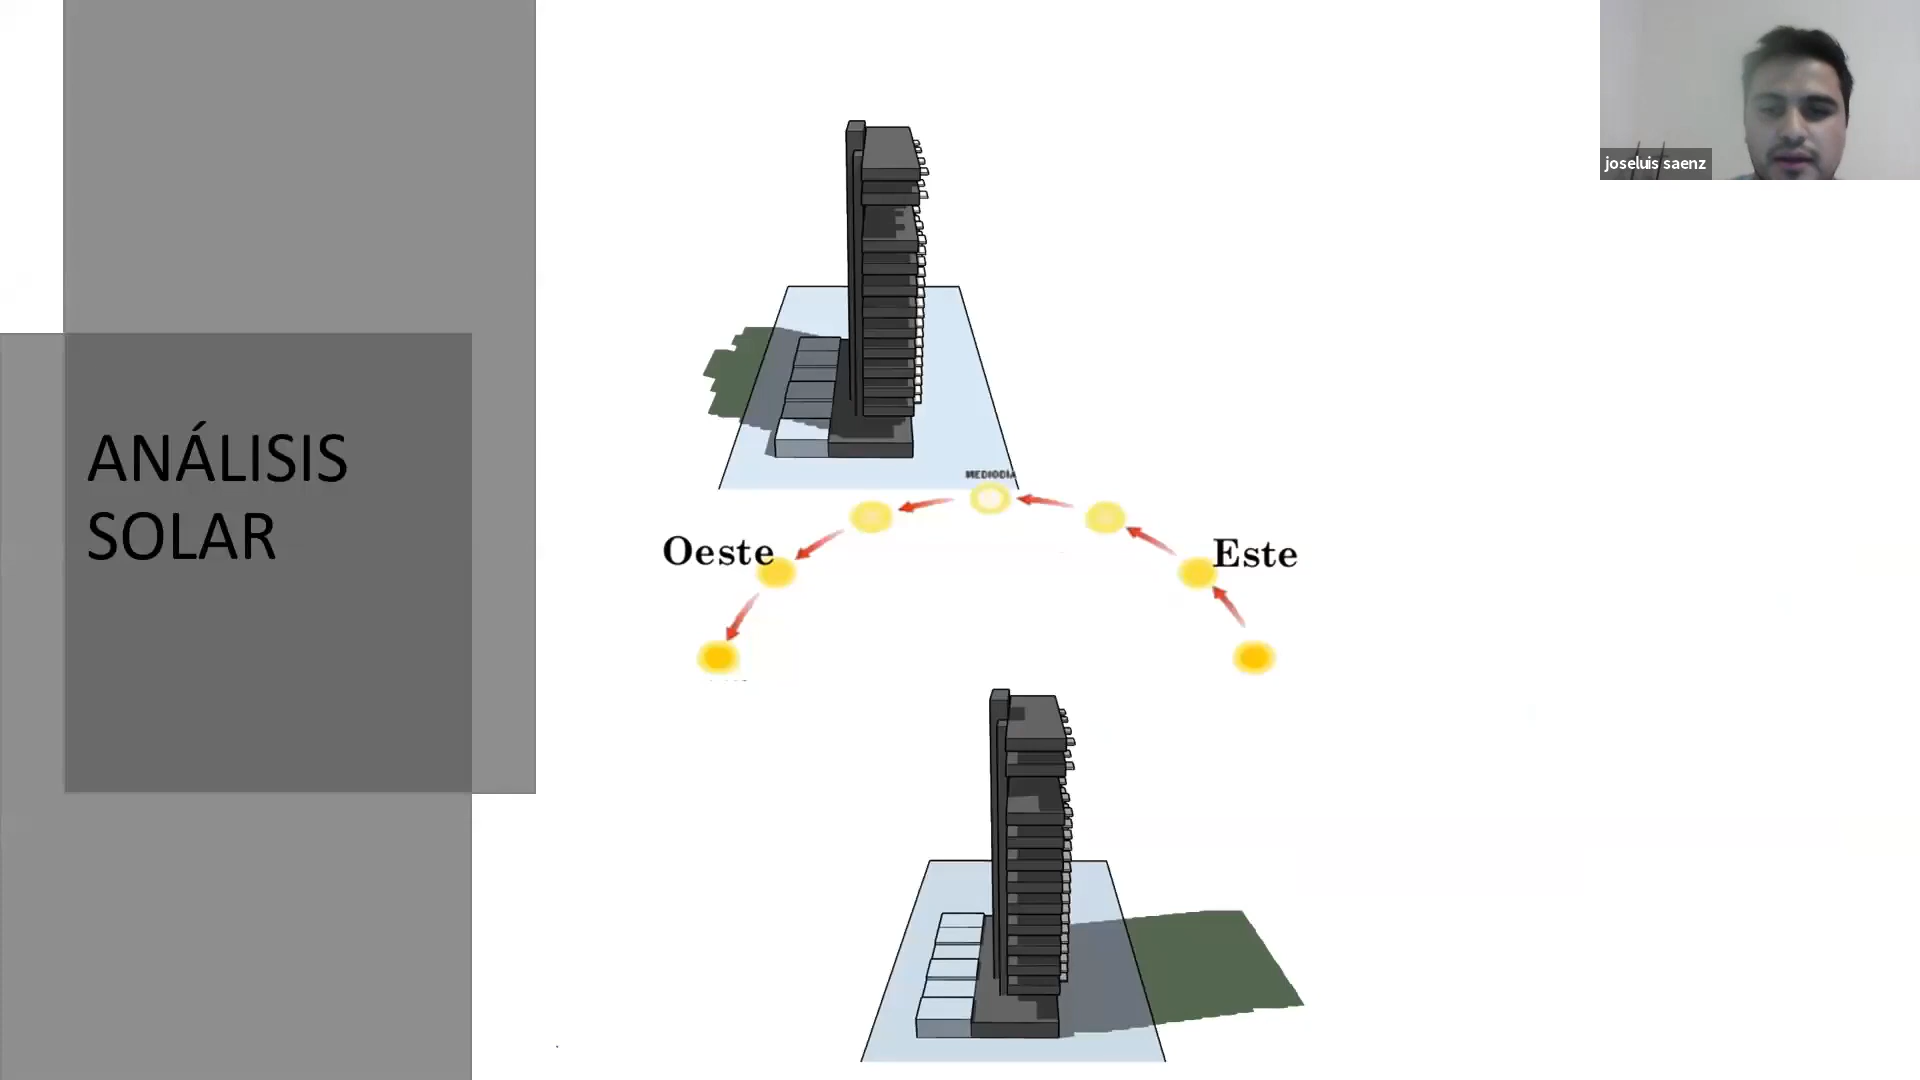 joseluis saenz
ANÁLISIS
SOLAR
MEDIODÍA
Oeste
Este